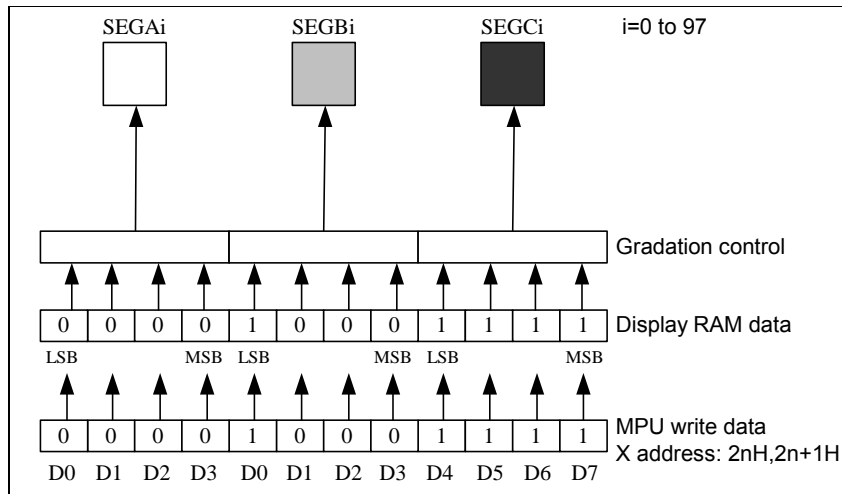 SEGAi SEGBi SEGCi i=0 to 97
Gradation control
0 0 0 0 1 0 0 0 1 1 1 1 Display RAM data
LSB MSB LSB MSB LSB MSB
0 0 0 0 1 0 0 0 1 1 1 1 MPU write data
X address: 2nH,2n+1H
D0 D1 D2 D3 D0 D1 D2 D3 D4 D5 D6 D7